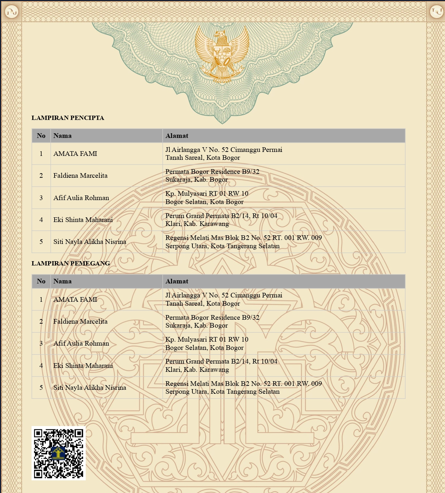 LAMPIRAN PENCIPTA
No Nama Alamat
1 AMATA FAMI Jl Airlangga V No. 52 Cimanggu Permai
Tanah Sareal, Kota Bogor
2 Faldiena Marcelita Permata Bogor Residence B9/32
Sukaraja, Kab. Bogor
3 Afif Aulia Rohman Kp. Mulyasari RT 01 RW 10
Bogor Selatan, Kota Bogor
4 Eki Shinta Maharani Perum Grand Permata B2/14, Rt 10/04
Klari, Kab. Karawang
5 Siti Nayla Alikha Nisrina Regensi Melati Mas Blok B2 No. 52 RT. 001 RW. 009
Serpong Utara, Kota Tangerang Selatan
LAMPIRAN PEMEGANG
No Nama Alamat
1 AMATA FAMI Jl Airlangga V No. 52 Cimanggu Permai
Tanah Sareal, Kota Bogor
2 Faldiena Marcelita Permata Bogor Residence B9/32
Sukaraja, Kab. Bogor
3 Afif Aulia Rohman Kp. Mulyasari RT 01 RW 10
Bogor Selatan, Kota Bogor
4 Eki Shinta Maharani Perum Grand Permata B2/14, Rt 10/04
Klari, Kab. Karawang
5 Siti Nayla Alikha Nisrina Regensi Melati Mas Blok B2 No. 52 RT. 001 RW. 009
Serpong Utara, Kota Tangerang Selatan